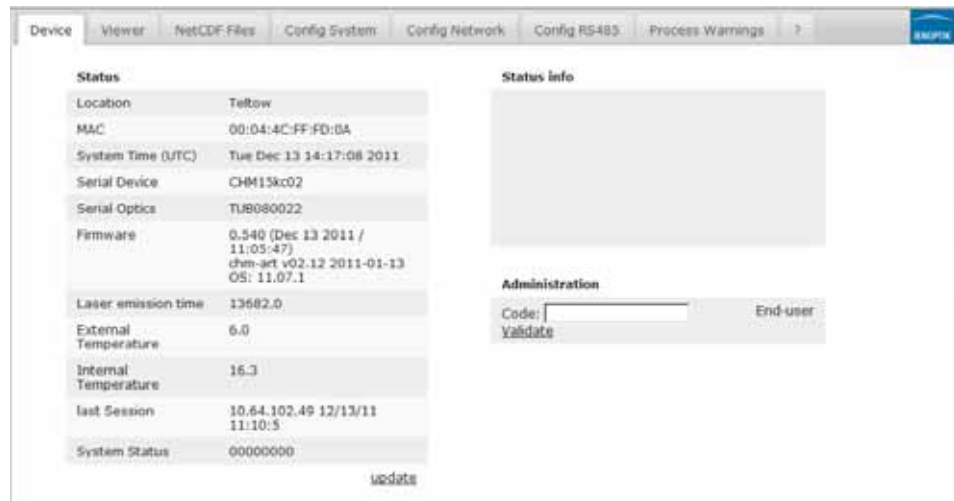 Device Viewer NetCDF Files Config System Config Network Config RS485 Process Warnings ?
JENOPTIK
Status
Location Teltow
MAC 00:04:4C:FF:FD:0A
System Time (UTC) Tue Dec 13 14:17:08 2011
Serial Device CHM15kc02
Serial Optics TUB080022
Firmware 0.540 (Dec 13 2011 /
11:05:47)
chm-art v02.12 2011-01-13
OS: 11.07.1
Laser emission time 13682.0
External
Temperature 6.0
Internal
Temperature 16.3
last Session 10.64.102.49 12/13/11
11:10:5
System Status 00000000
update
Status info
Administration
Code: End-user
Validate